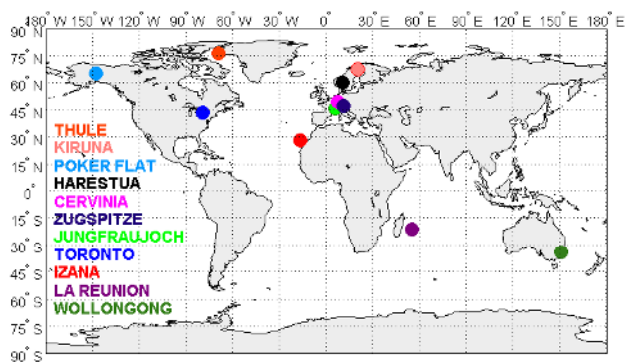 180° W 150° W 120° W 90° W 60° W 30° W 0° 30° E 60° E 90° E 120° E 150° E 180° E
90° N
75° N
60° N
45° N
30° N
15° N
0°
15° S
30° S
45° S
60° S
75° S
90° S
THULE
KIRUNA
POKER FLAT
HARESTUA
CERVINIA
ZUGSPITZE
JUNGFRAUJOCH
TORONTO
IZANA
LA REUNION
WOLLONGONG